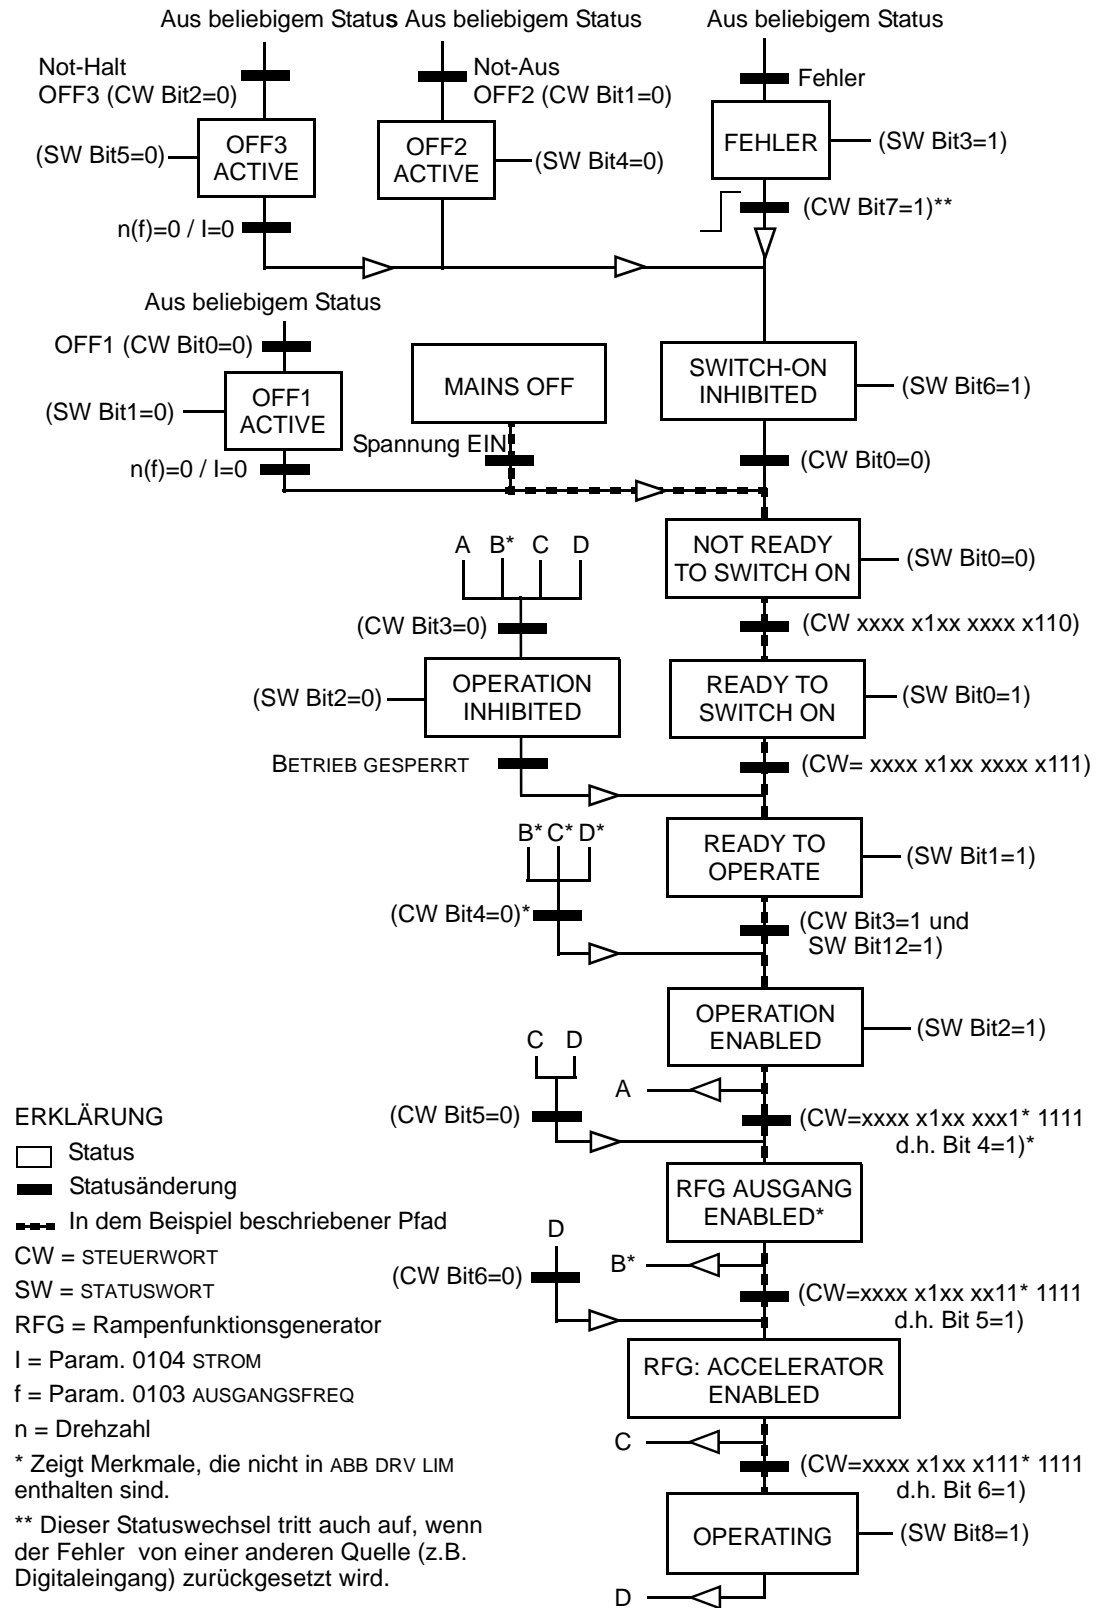 Aus beliebigem Status Aus beliebigem Status
Aus beliebigem Status
Not-Halt
OFF3 (CW Bit2=0)
Not-Aus
OFF2 (CW Bit1=0)
Fehler
(SW Bit5=0)
OFF3
ACTIVE
OFF2
ACTIVE
(SW Bit4=0)
FEHLER
(SW Bit3=1)
n(f)=0 / I=0
(CW Bit7=1)**
Aus beliebigem Status
OFF1 (CW Bit0=0)
(SW Bit1=0)
OFF1
ACTIVE
n(f)=0 / I=0
MAINS OFF
Spannung EIN
SWITCH-ON
INHIBITED
(SW Bit6=1)
(CW Bit0=0)
NOT READY
TO SWITCH ON
(SW Bit0=0)
A B* C D
(CW Bit3=0)
(CW xxxx x1xx xxxx x110)
(SW Bit2=0)
OPERATION
INHIBITED
READY TO
SWITCH ON
(SW Bit0=1)
BETRIEB GESPERRT
(CW= xxxx x1xx xxxx x111)
B* C* D*
READY TO
OPERATE
(SW Bit1=1)
(CW Bit4=0)*
(CW Bit3=1 und
SW Bit12=1)
OPERATION
ENABLED
(SW Bit2=1)
C D
A
(CW Bit5=0)
(CW=xxxx x1xx xxx1* 1111
d.h. Bit 4=1)*
RFG AUSGANG
ENABLED*
D
B*
(CW Bit6=0)
(CW=xxxx x1xx xx11* 1111
d.h. Bit 5=1)
RFG: ACCELERATOR
ENABLED
C
(CW=xxxx x1xx x111* 1111
d.h. Bit 6=1)
OPERATING
(SW Bit8=1)
D
ERKLÄRUNG
Status
Statusänderung
In dem Beispiel beschriebener Pfad
CW = STEUERWORT
SW = STATUSWORT
RFG = Rampenfunktionsgenerator
I = Param. 0104 STROM
f = Param. 0103 AUSGANGSFREQ
n = Drehzahl
* Zeigt Merkmale, die nicht in ABB DRV LIM
enthalten sind.
** Dieser Statuswechsel tritt auch auf, wenn
der Fehler von einer anderen Quelle (z.B.
Digitaleingang) zurückgesetzt wird.